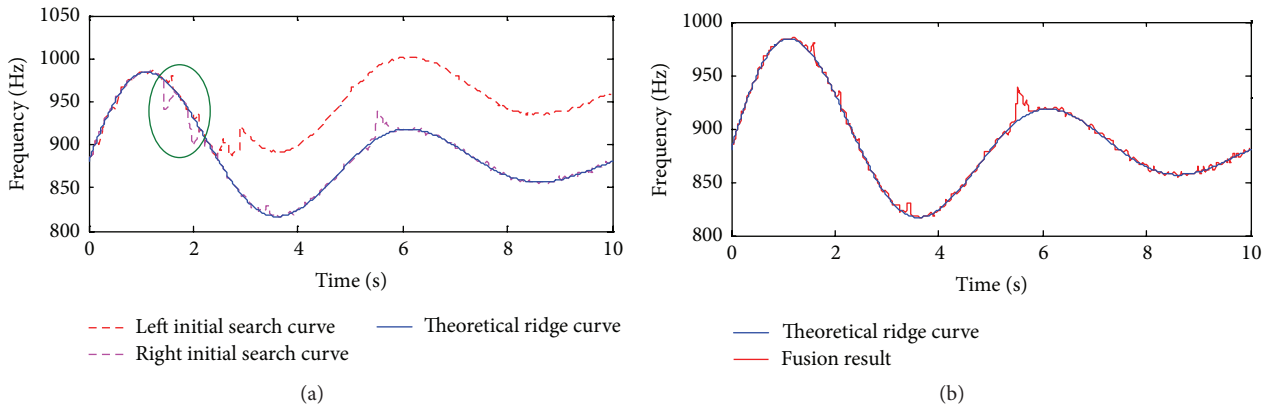 1050
1000
950
900
850
800
Frequency (Hz)
0
2
4
6
8
10
Time (s)
Left initial search curve
Right initial search curve
Theoretical ridge curve
(a)
1000
950
900
850
800
Frequency (Hz)
0
2
4
6
8
10
Time (s)
Theoretical ridge curve
Fusion result
(b)